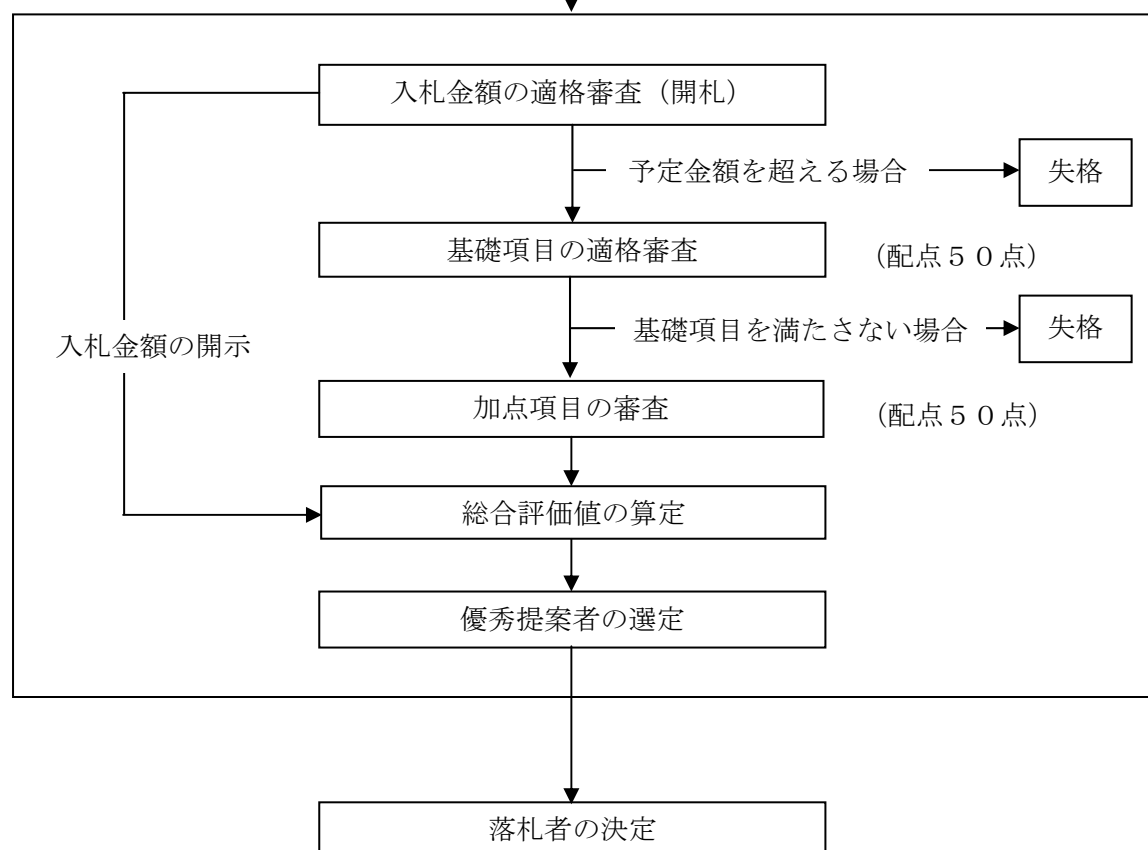 入札金額の適格審査（開札）
予定金額を超える場合
失格
基礎項目の適格審査
（配点５０点）
入札金額の開示
基礎項目を満たさない場合
失格
加点項目の審査
（配点５０点）
総合評価値の算定
優秀提案者の選定
落札者の決定